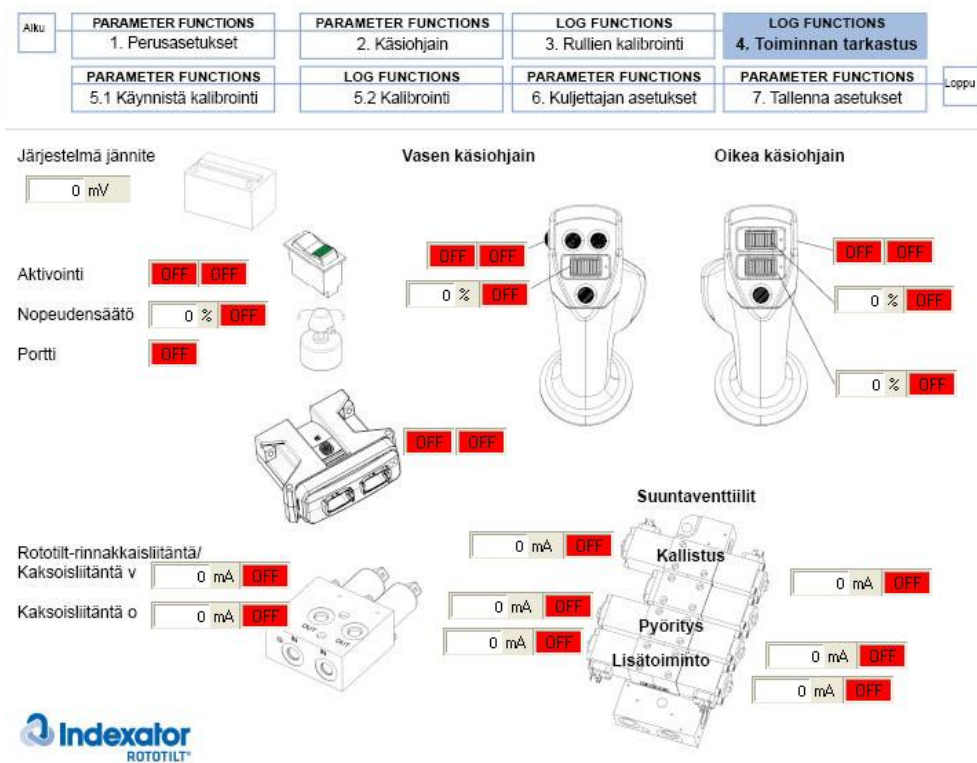 Alku
PARAMETER FUNCTIONS
1. Perusasetukset
PARAMETER FUNCTIONS
2. Käsiohjain
LOG FUNCTIONS
3. Rullien kalibrointi
LOG FUNCTIONS
4. Toiminnan tarkastus
PARAMETER FUNCTIONS
5.1 Käynnistä kalibrointi
LOG FUNCTIONS
5.2 Kalibrointi
PARAMETER FUNCTIONS
6. Kuljettajan asetukset
PARAMETER FUNCTIONS
7. Tallenna asetukset
Loppu
Järjestelmä jännite
0 mV
Vasen käsiohjain
Oikea käsiohjain
OFF OFF
0 % OFF
OFF OFF
0 % OFF
0 % OFF
Aktivointi OFF OFF
Nopeudensäätö 0 % OFF
Portti OFF
OFF OFF
Suuntaventtiilit
0 mA OFF
Kallistus
0 mA OFF
Rototilt-rinnakkaisliitäntä/
Kaksoisliitäntä v 0 mA OFF
Kaksoisliitäntä o 0 mA OFF
OUT
OUT
IN
IN
0 mA OFF
Pyöritys
0 mA OFF
Lisätoiminto
0 mA OFF
0 mA OFF
Indexator
ROTOTILT®